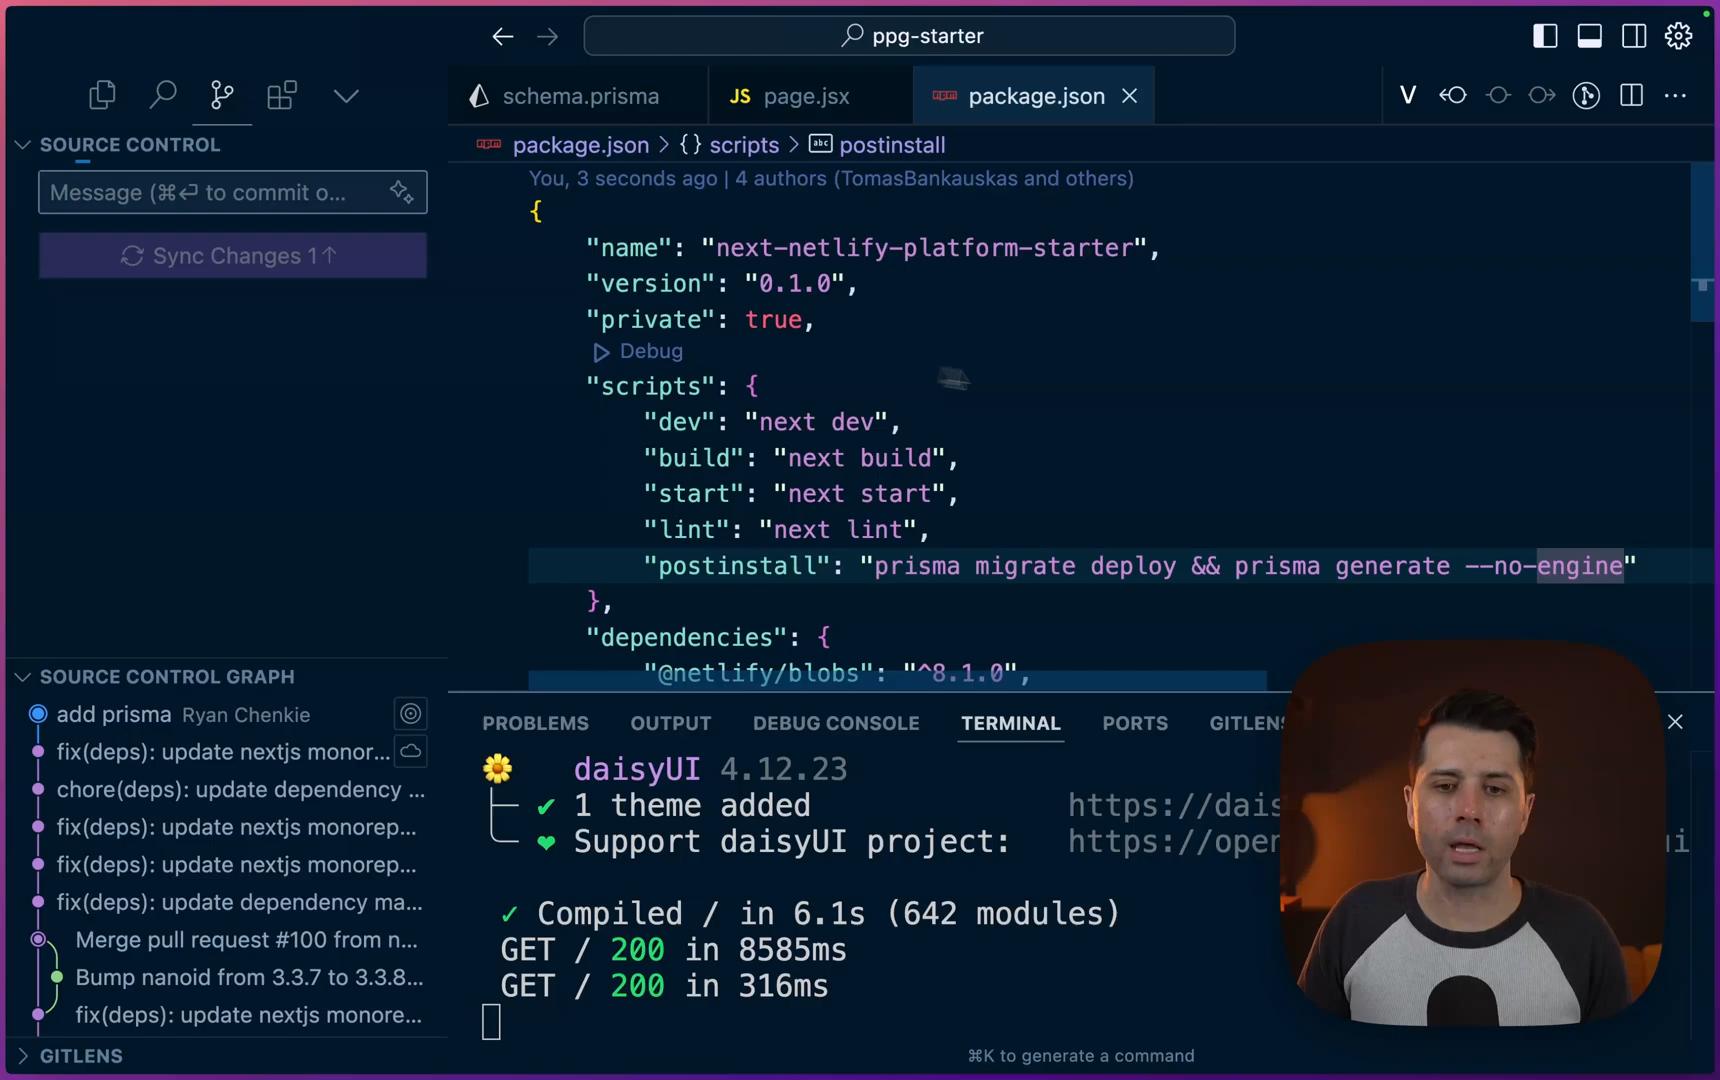 ppg-starter
schema.prisma
JS page.jsx
package.json
V
SOURCE CONTROL
package.json > {} scripts > abc postinstall
Message (⌘⏎ to commit o...
You, 3 seconds ago | 4 authors (TomasBankauskas and others)
Sync Changes 1↑
{
"name": "next-netlify-platform-starter",
"version": "0.1.0",
"private": true,
Debug
"scripts": {
"dev": "next dev",
"build": "next build",
"start": "next start",
"lint": "next lint",
"postinstall": "prisma migrate deploy && prisma generate --no-engine"
},
"dependencies": {
"@netlify/blobs": "^8.1.0",
SOURCE CONTROL GRAPH
add prisma Ryan Chenkie
fix(deps): update nextjs monor...
chore(deps): update dependency ...
fix(deps): update nextjs monorep...
fix(deps): update nextjs monorep...
fix(deps): update dependency ma...
Merge pull request #100 from n...
Bump nanoid from 3.3.7 to 3.3.8...
fix(deps): update nextjs monore...
GITLENS
PROBLEMS OUTPUT DEBUG CONSOLE TERMINAL PORTS GITLENS
daisyUI 4.12.23
✔ 1 theme added https://dais
❤ Support daisyUI project: https://open ui
✓ Compiled / in 6.1s (642 modules)
GET / 200 in 8585ms
GET / 200 in 316ms
⌘K to generate a command